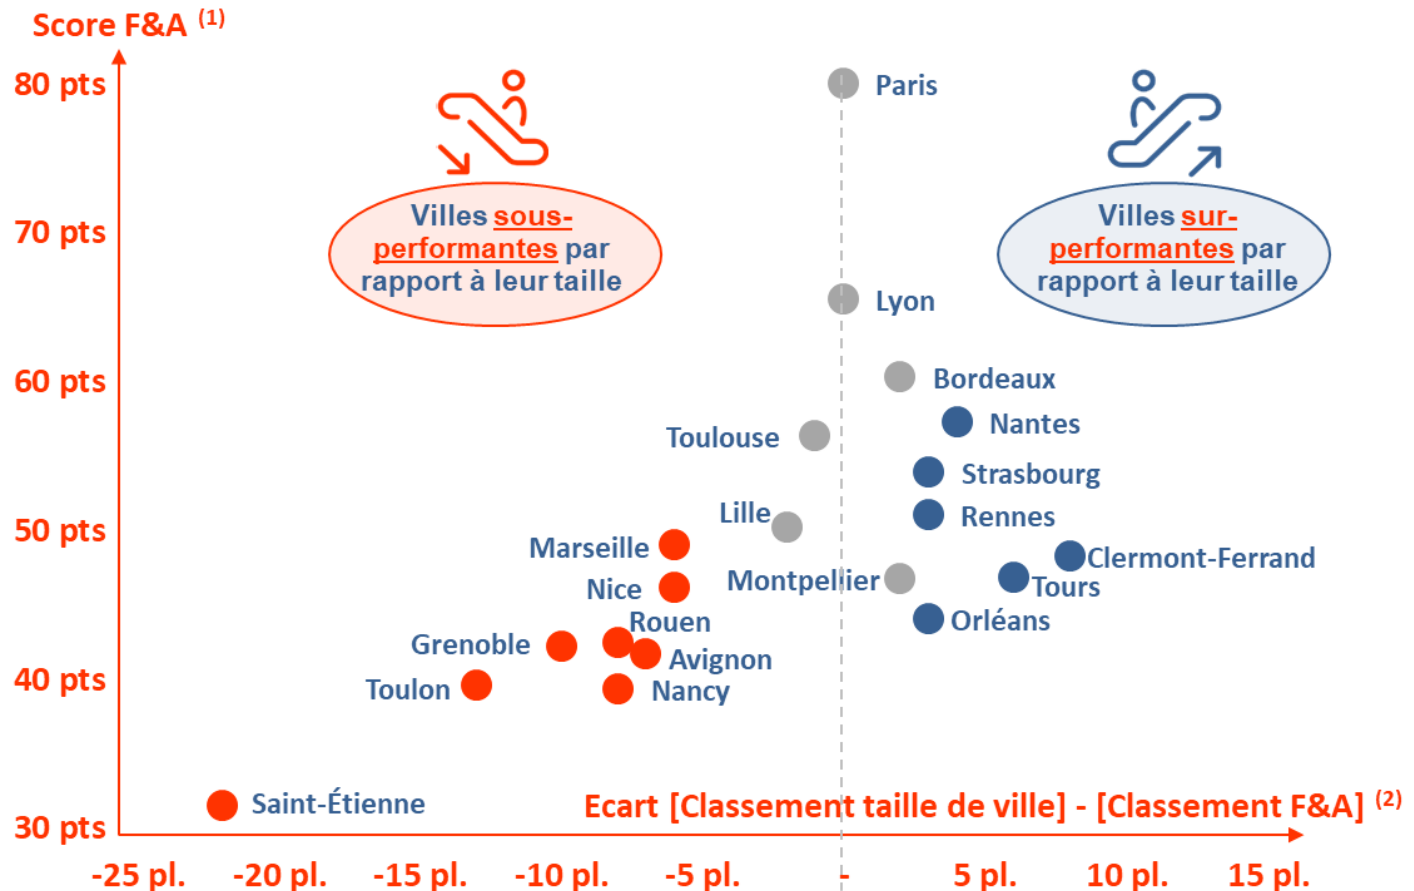 Score F&A (1)
80 pts
Paris
Villes sous-
performantes par
rapport à leur taille
Villes sur-
performantes par
rapport à leur taille
70 pts
Lyon
60 pts
Bordeaux
Nantes
Toulouse
Strasbourg
Lille
Rennes
50 pts
Marseille
Clermont-Ferrand
Nice
Montpellier
Tours
Rouen
Orléans
Grenoble
Avignon
40 pts
Toulon
Nancy
Saint-Étienne
Ecart [Classement taille de ville] - [Classement F&A] (2)
30 pts
-25 pl. -20 pl. -15 pl. -10 pl. -5 pl. - 5 pl. 10 pl. 15 pl.